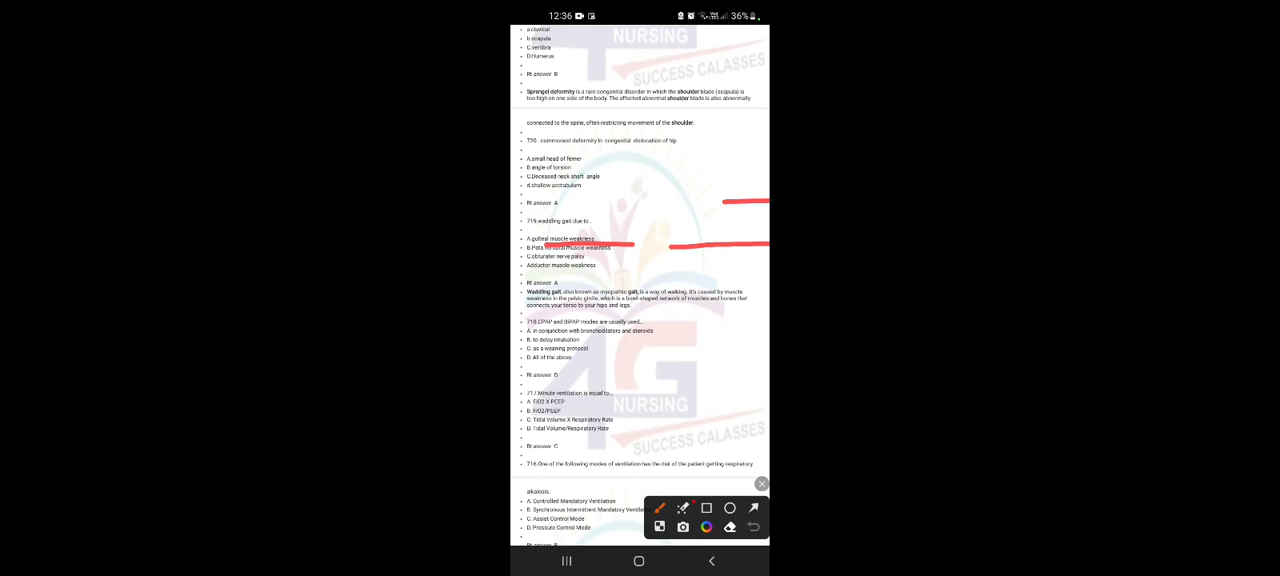 12:36
36%
a.clavical
b.scapula
C.vertibra
D.Humerus
Rt answer B
Sprengel deformity is a rare congenital disorder in which the shoulder blade (scapula) is
too high on one side of the body. The affected abnormal shoulder blade is also abnormally
connected to the spine, often restricting movement of the shoulder.
720 . commonest deformity in congenital dislocation of hip
A.small head of femer
B.angle of torsion
C.Deceased neck shaft angle
d.shallow acctabulum
Rt answer A
719.waddling gait due to .
A.gulteal muscle weakness
muscle weakness
C.obturater nerve palsy
Adductor muscle weakness
Rt answer A
Waddling gait, also known as myopathic gait, is a way of walking. It's caused by muscle
weakness in the pelvic girdle, which is a bowl-shaped network of muscles and bones that
connects your torso to your hips and legs.
718.CPAP and BiPAP modes are usually used...
A. in conjunction with bronchodilators and steroids
B. to delay intubation
C. as a weaning protocol
D. All of the above
Rt answer D
717.Minute ventilation is equal to...
A. FiO2 X PEEP
B. FiO2/PEEP
C. Tidal Volume X Respiratory Rate
D. Tidal Volume/Respiratory Rate
Rt answer C
716.One of the following modes of ventilation has the risk of the patient getting respiratory
alkalosis.
A. Controlled Mandatory Ventilation
B. Synchronous Intermittent Mandatory
C. Assist Control Mode
D. Pressure Control Mode
NURSING
SUCCESS CALASSES
4G
NURSING
SUCCESS CALASSES